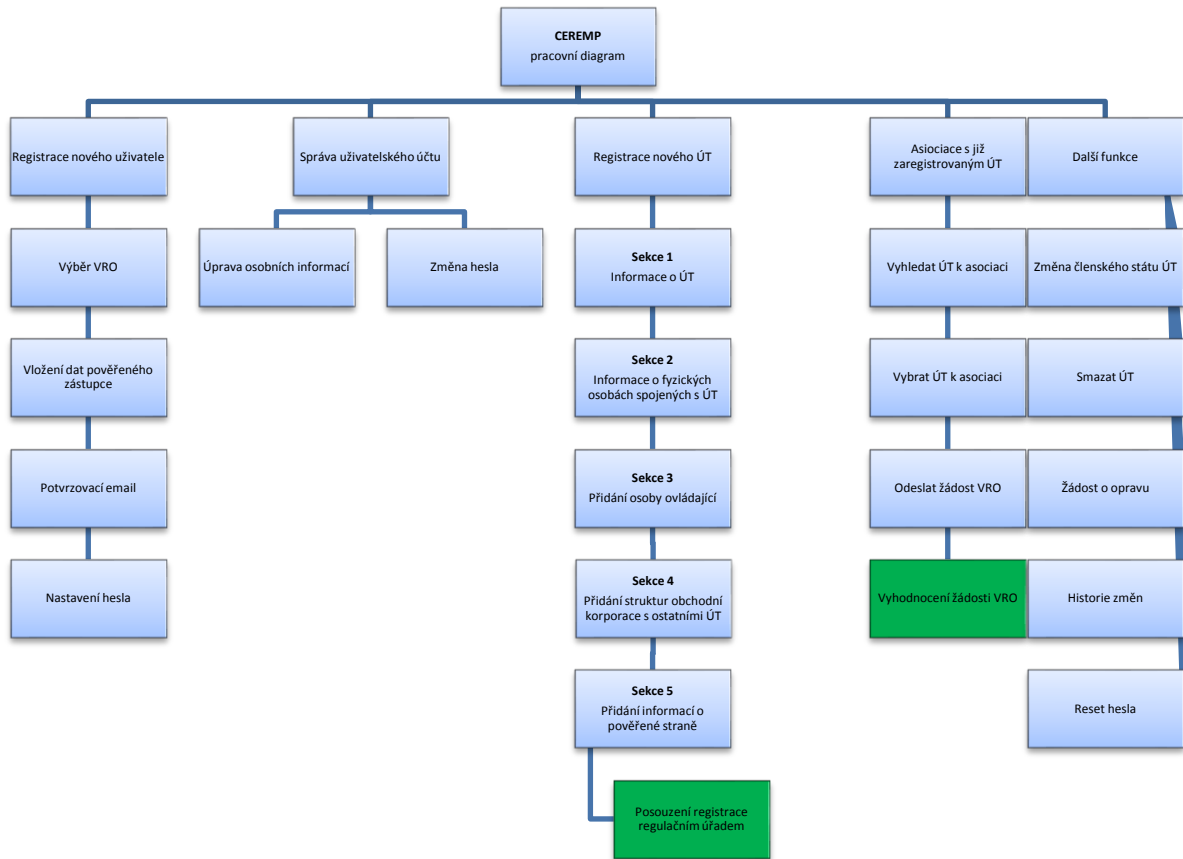 CEREMP
pracovní diagram
Registrace nového uživatele
Správa uživatelského účtu
Registrace nového ÚT
Asiociace s již
zaregistrovaným ÚT
Další funkce
Výběr VRO
Úprava osobních informací
Změna hesla
Sekce 1
Informace o ÚT
Vyhledat ÚT k asociaci
Změna členského státu ÚT
Vložení dat pověřeného
zástupce
Sekce 2
Informace o fyzických
osobách spojených s ÚT
Vybrat ÚT k asociaci
Smazat ÚT
Potvrzovací email
Sekce 3
Přidání osoby ovládající
Odeslat žádost VRO
Žádost o opravu
Nastavení hesla
Sekce 4
Přidání struktur obchodní
korporace s ostatními ÚT
Vyhodnocení žádosti VRO
Historie změn
Sekce 5
Přidání informací o
pověřené straně
Reset hesla
Posouzení registrace
regulačním úřadem